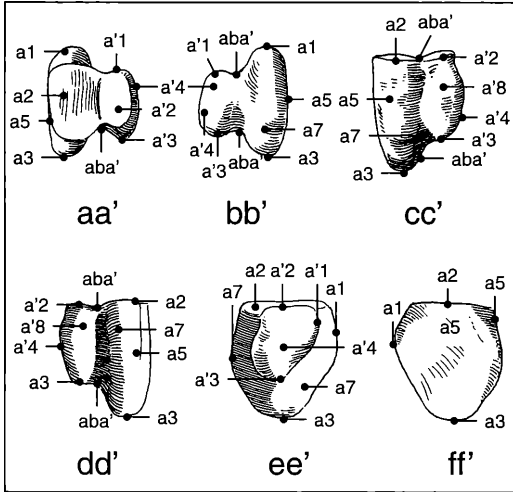 a1 a'1
a2 a'2
a5 a'3
a3 aba'
aa'
a'1 aba' a1
a'4 a5
a'4 a'3 aba' a7
a3
bb'
a2 aba' a'2
a5 a'8
a'4
a7 a'3
a3 aba'
cc'
a'2 aba' a2
a'8 a7
a'4 a5
a3 aba' a3
dd'
a7 a2 a'2 a'1 a1
a'4
a'3 a7
a3
ee'
a1 a2 a5
a5
a3
ff'